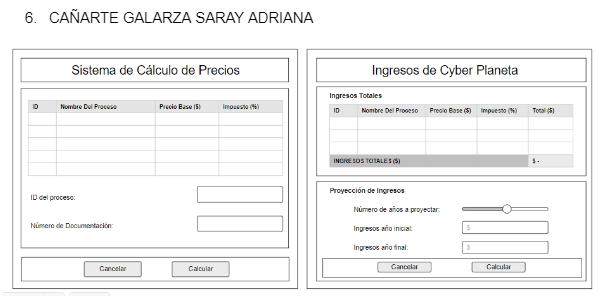 6. CAÑARTE GALARZA SARAY ADRIANA
Sistema de Cálculo de Precios
ID Nombre Del Proceso Precio Base ($) Impuesto (%)
ID del proceso:
Número de Documentación:
Cancelar Calcular
Ingresos de Cyber Planeta
Ingresos Totales
ID Nombre Del Proceso Precio Base ($) Impuesto (%) Total ($)
INGRESOS TOTALES ($) $ -
Proyección de Ingresos
Número de años a proyectar:
Ingresos año inicial: $
Ingresos año final: $
Cancelar Calcular